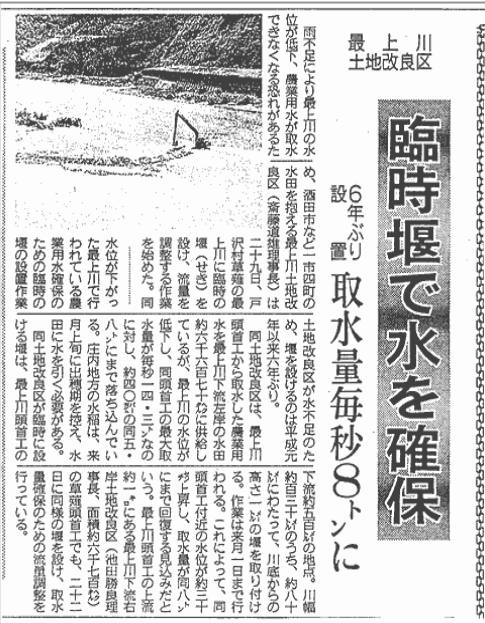 最上川
土地改良区
臨時堰で水を確保
6年ぶり
設置
取水量毎秒8㌧に
雨不足により最上川の水
位が低下、農業用水が取水
できなくなる恐れがあるた
め、酒田市など一市四町の
水田を抱える最上川土地改
良区（斎藤道雄理事長）は
二十九日、戸
沢村草薙の最
上川に臨時の
堰（せき）を
設け、流量を
調整する作業
を始めた。同
水位が下がっ
た最上川で行
われている農
業用水確保の
ための臨時の
堰の設置作業
土地改良区が水不足のた
め、堰を設けるのは平成元
年以来六年ぶり。
同土地改良区は、最上川
頭首工から取水した農業用
水を最上川下流左岸の水田
約六千六百七十㌶に供給し
ているが、最上川の水位が
低下し、同頭首工の最大取
水量が毎秒一四・三㌧なの
に対し、約四〇㌫の同五・
八㌧にまで落ち込んでい
る。庄内地方の水稲は、来
月上旬に出穂期を控え、水
田に水を引く必要がある。
同土地改良区が臨時に設
ける堰は、最上川頭首工の
下流約五百㍍の地点。川幅
約百三十㍍のうち、約八十
㍍にわたって、川底からの
高さ二㍍の堰を取り付け
る。作業は来月一日まで行
われる。これによって、同
頭首工付近の水位が約三十
㌢上昇し、取水量が同八㌧
にまで回復する見込みだと
いう。最上川頭首工の上流
約一㌔にある最上川下流右
岸土地改良区（池田勝良理
事長、面積約六千七百㌶）
の草薙頭首工でも、二十二
日に同様の堰を設け、取水
量確保のための流量調整を
行っている。